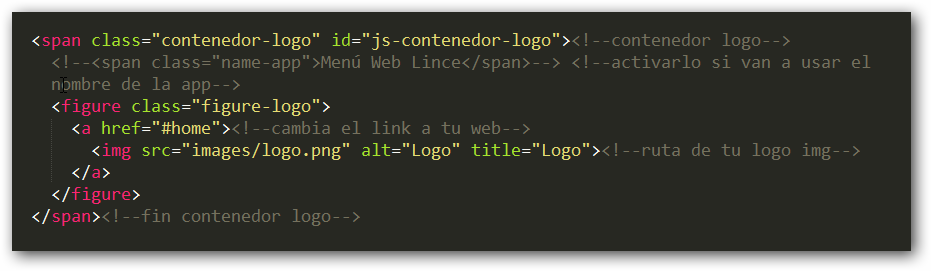 <span class="contenedor-logo" id="js-contenedor-logo"><!--contenedor logo-->
<!--<span class="name-app">Menú Web Lince</span>--> <!--activarlo si van a usar el
nombre de la app-->
<figure class="figure-logo">
<a href="#home"><!--cambia el link a tu web-->
<img src="images/logo.png" alt="Logo" title="Logo"><!--ruta de tu logo img-->
</a>
</figure>
</span><!--fin contenedor logo-->